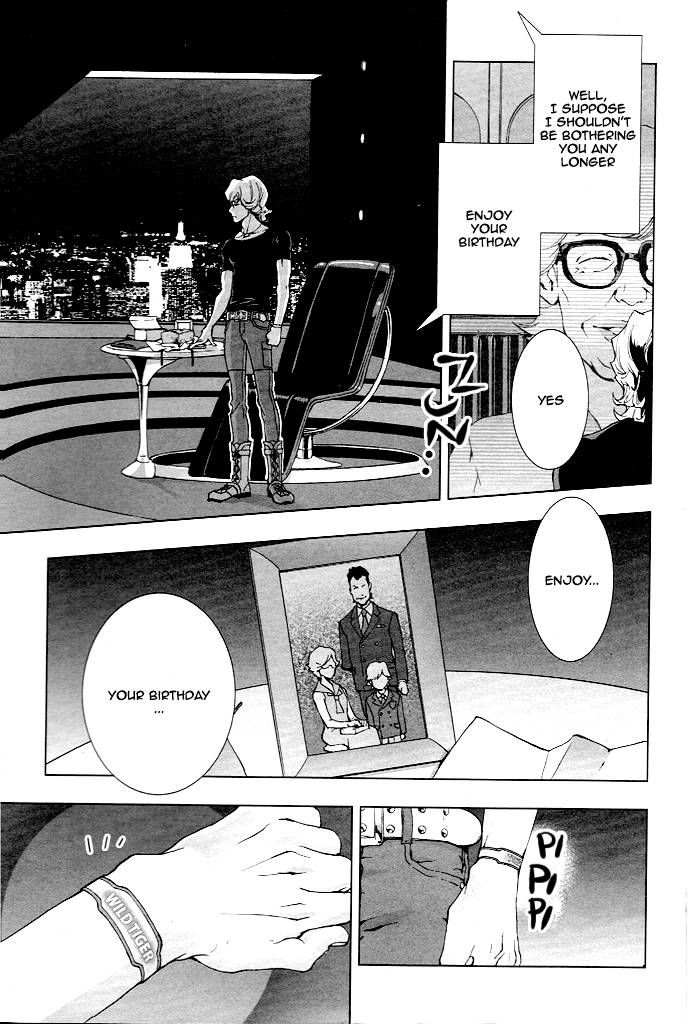 WELL,
I SUPPOSE
I SHOULDN'T
BE BOTHERING
YOU ANY
LONGER
ENJOY
YOUR
BIRTHDAY
YES
ENJOY...
YOUR BIRTHDAY
...
PI
PI
PI
WILD TIGER